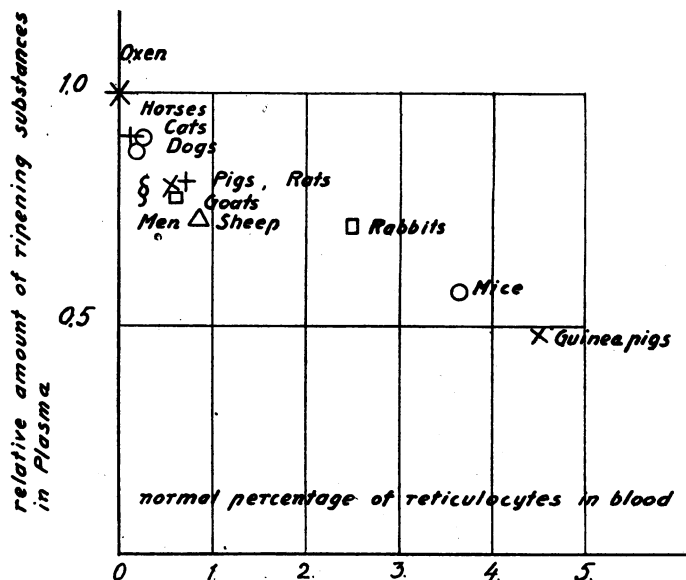 Oxen
1.0
Horses
Cats
Dogs
Pigs, Rats
Goats
Men Sheep
Rabbits
Mice
0.5
Guinea pigs
relative amount of ripening substances
in Plasma
normal percentage of reticulocytes in blood
0 1. 2. 3. 4. 5.